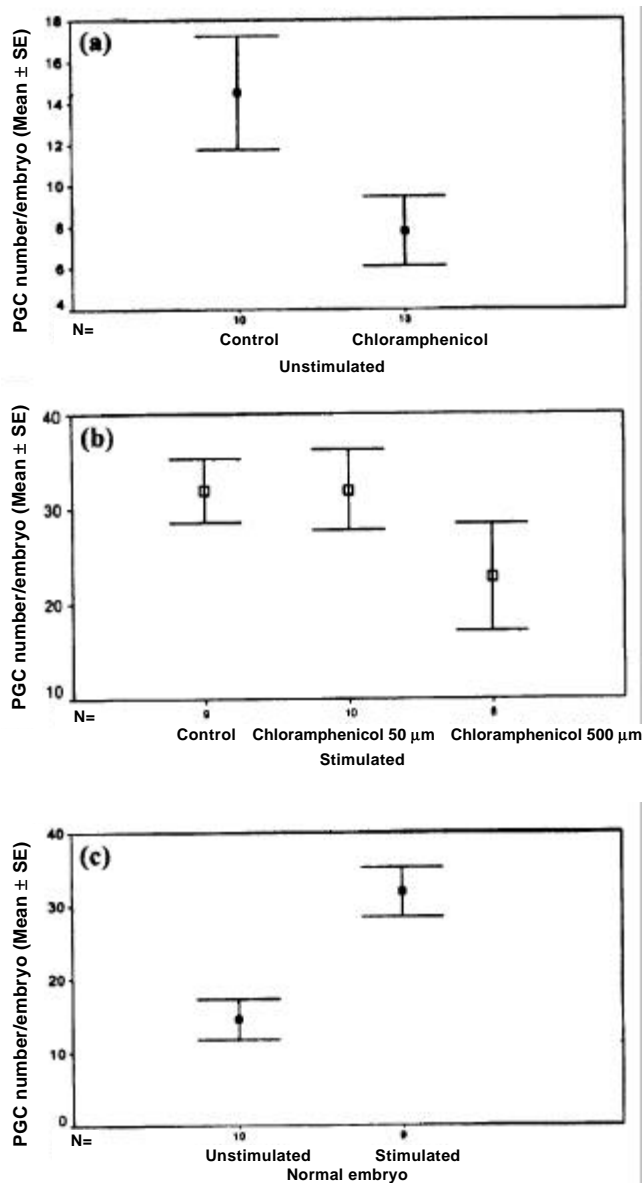 (a)
PGC number/embryo (Mean ± SE)
18
16
14
12
10
8
6
4
N=
10
Control
Chloramphenicol
Unstimulated
(b)
PGC number/embryo (Mean ± SE)
40
30
20
10
N=
9
10
Control
Chloramphenicol 50 μm
Chloramphenicol 500 μm
Stimulated
(c)
PGC number/embryo (Mean ± SE)
40
30
20
10
0
N=
10
9
Unstimulated
Stimulated
Normal embryo